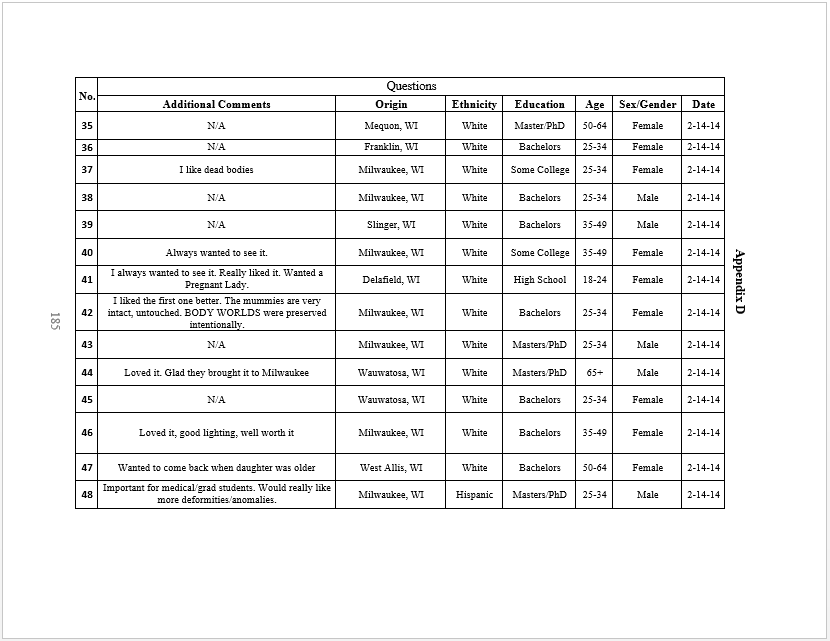 Questions
No. Additional Comments Origin Ethnicity Education Age Sex/Gender Date
35 N/A Mequon, WI White Master/PhD 50-64 Female 2-14-14
36 N/A Franklin, WI White Bachelors 25-34 Female 2-14-14
37 I like dead bodies Milwaukee, WI White Some College 25-34 Female 2-14-14
38 N/A Milwaukee, WI White Bachelors 25-34 Male 2-14-14
39 N/A Slinger, WI White Bachelors 35-49 Male 2-14-14
40 Always wanted to see it. Milwaukee, WI White Some College 35-49 Female 2-14-14
41 I always wanted to see it. Really liked it. Wanted a
Pregnant Lady. Delafield, WI White High School 18-24 Female 2-14-14
42 I liked the first one better. The mummies are very
intact, untouched. BODY WORLDS were preserved
intentionally. Milwaukee, WI White Bachelors 25-34 Female 2-14-14
43 N/A Milwaukee, WI White Masters/PhD 25-34 Male 2-14-14
44 Loved it. Glad they brought it to Milwaukee Wauwatosa, WI White Masters/PhD 65+ Male 2-14-14
45 N/A Wauwatosa, WI White Bachelors 25-34 Female 2-14-14
46 Loved it, good lighting, well worth it Milwaukee, WI White Bachelors 35-49 Female 2-14-14
47 Wanted to come back when daughter was older West Allis, WI White Bachelors 50-64 Female 2-14-14
48 Important for medical/grad students. Would really like
more deformities/anomalies. Milwaukee, WI Hispanic Masters/PhD 25-34 Male 2-14-14
Appendix D
185